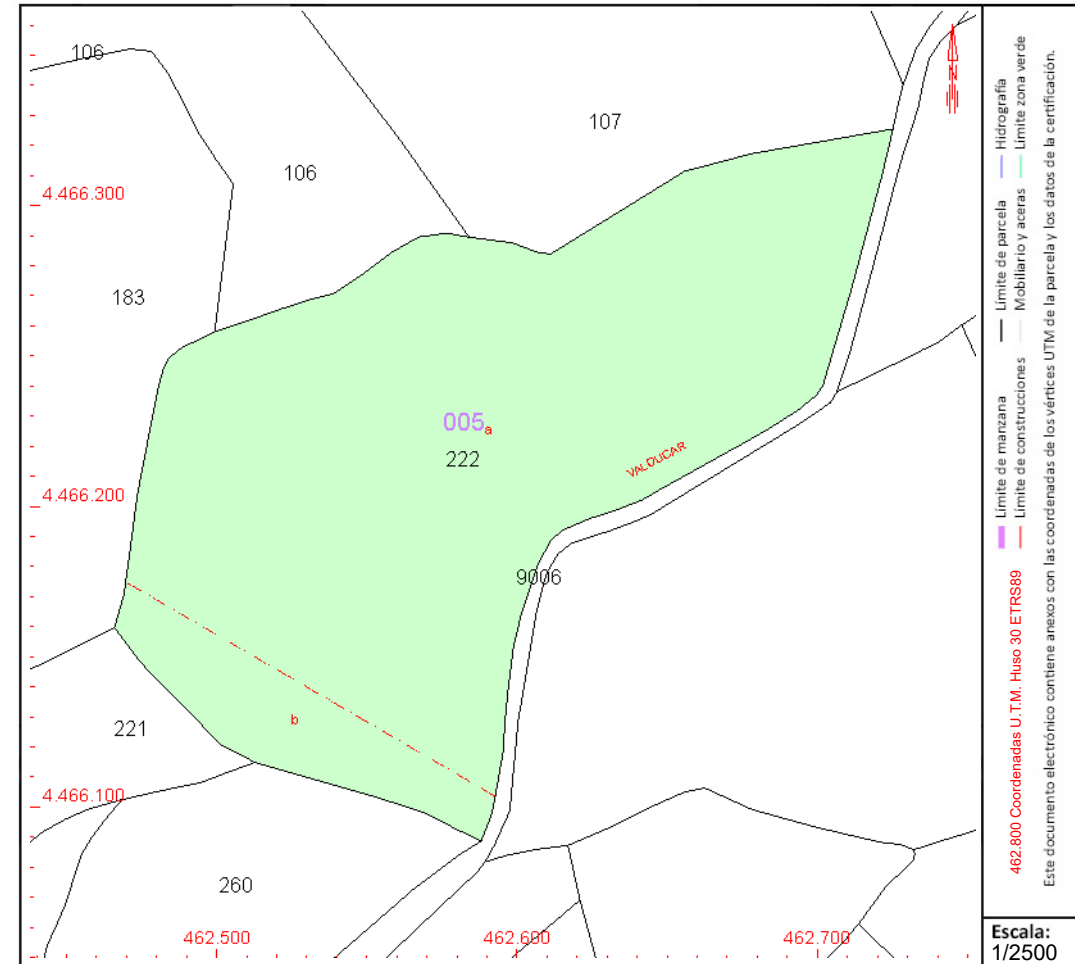 106
107
106
4.466.300
183
005 a
222
VALDUCAR
4.466.200
9006
b
221
4.466.100
260
462.500
462.600
462.700
N
462.800 Coordenadas U.T.M. Huso 30 ETRS89
Límite de manzana
Límite de construcciones
Límite de parcela
Mobiliario y aceras
Hidrografía
Límite zona verde
Este documento electrónico contiene anexos con las coordenadas de los vértices UTM de la parcela y los datos de la certificación.
Escala:
1/2500